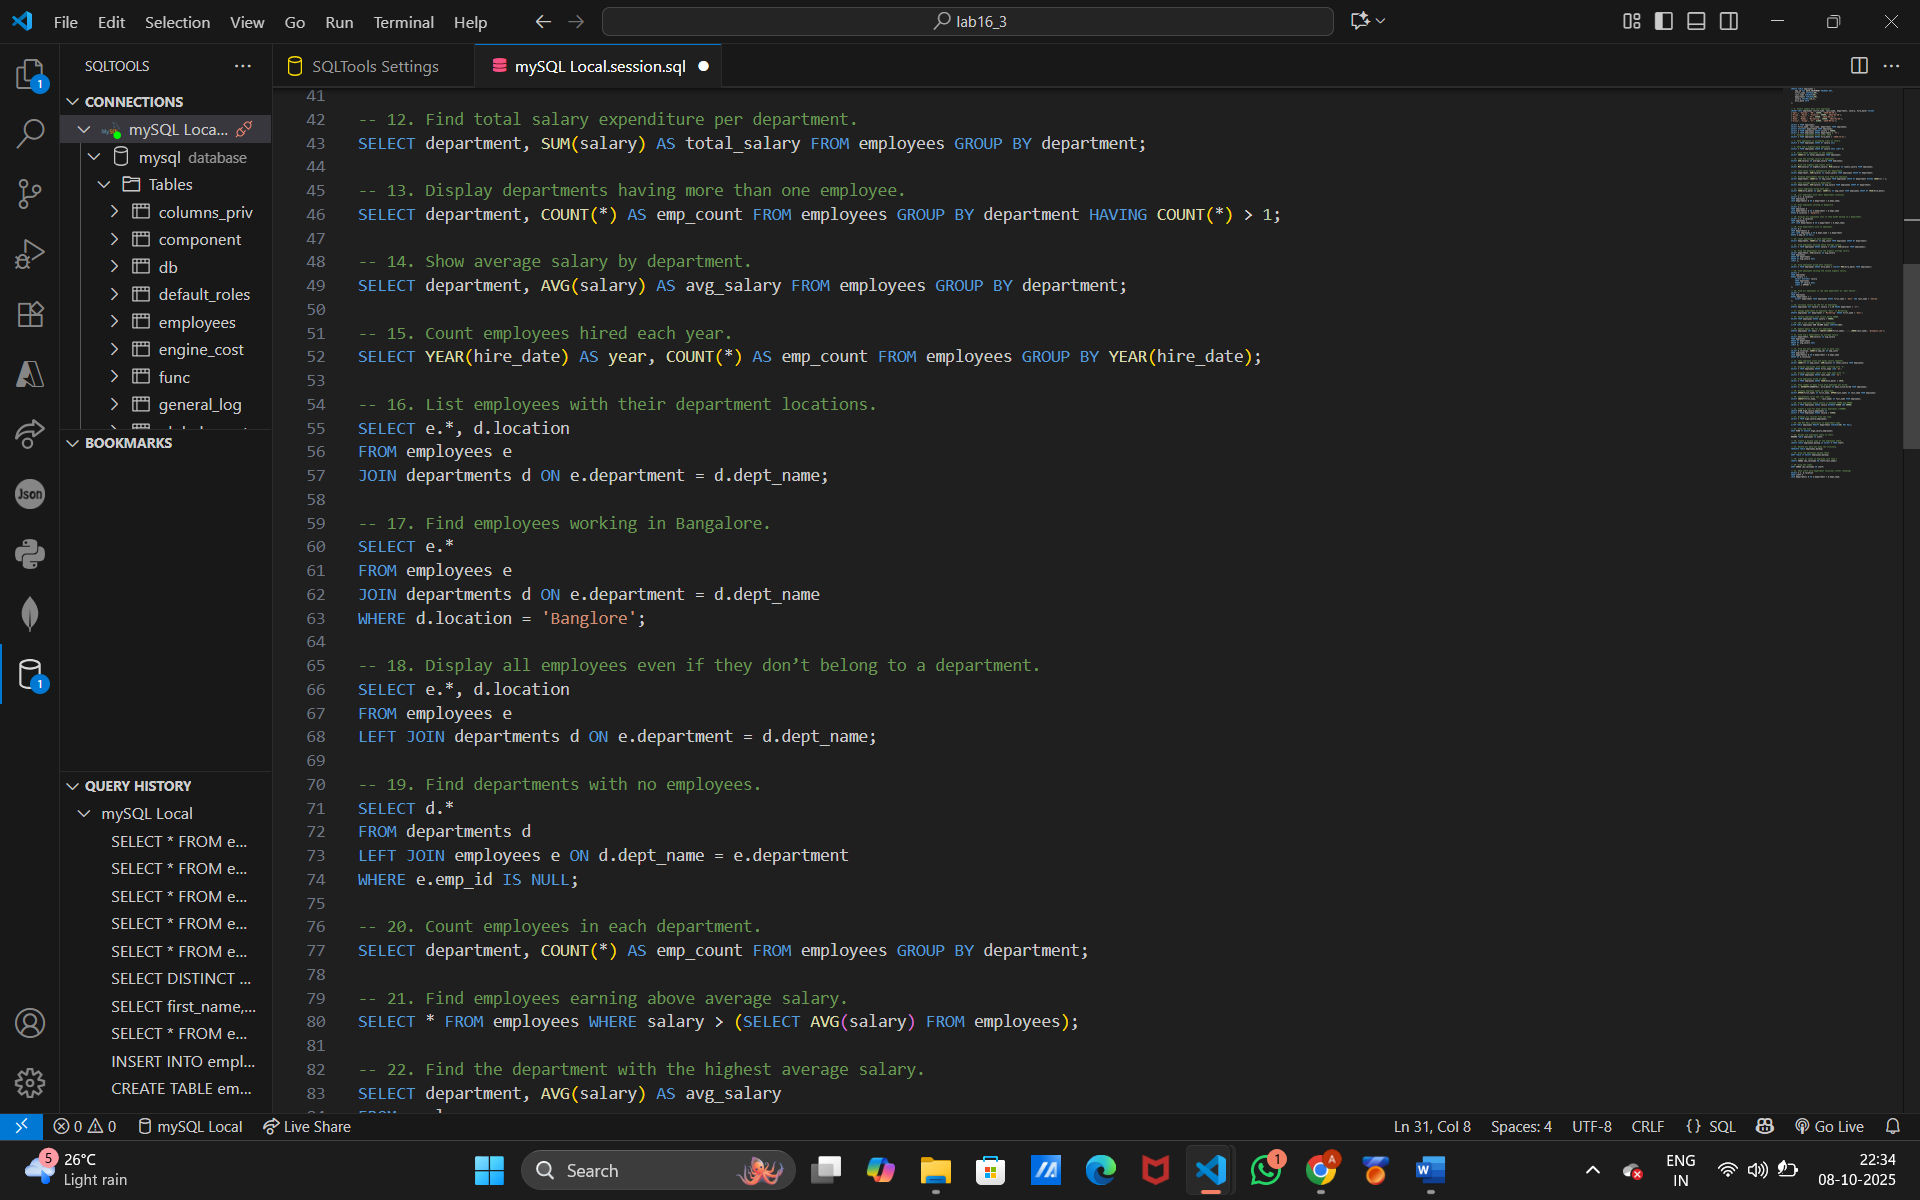 File Edit Selection View Go Run Terminal Help
lab16_3
SQLTOOLS
SQLTools Settings
mySQL Local.session.sql
CONNECTIONS
mySQL Loca...
mysql database
Tables
columns_priv
component
db
default_roles
employees
engine_cost
func
general_log
BOOKMARKS
QUERY HISTORY
mySQL Local
SELECT * FROM e...
SELECT * FROM e...
SELECT * FROM e...
SELECT * FROM e...
SELECT * FROM e...
SELECT DISTINCT ...
SELECT first_name,...
SELECT * FROM e...
INSERT INTO empl...
CREATE TABLE em...
1
Json
1
41
42 -- 12. Find total salary expenditure per department.
43 SELECT department, SUM(salary) AS total_salary FROM employees GROUP BY department;
44
45 -- 13. Display departments having more than one employee.
46 SELECT department, COUNT(*) AS emp_count FROM employees GROUP BY department HAVING COUNT(*) > 1;
47
48 -- 14. Show average salary by department.
49 SELECT department, AVG(salary) AS avg_salary FROM employees GROUP BY department;
50
51 -- 15. Count employees hired each year.
52 SELECT YEAR(hire_date) AS year, COUNT(*) AS emp_count FROM employees GROUP BY YEAR(hire_date);
53
54 -- 16. List employees with their department locations.
55 SELECT e.*, d.location
56 FROM employees e
57 JOIN departments d ON e.department = d.dept_name;
58
59 -- 17. Find employees working in Bangalore.
60 SELECT e.*
61 FROM employees e
62 JOIN departments d ON e.department = d.dept_name
63 WHERE d.location = 'Banglore';
64
65 -- 18. Display all employees even if they don’t belong to a department.
66 SELECT e.*, d.location
67 FROM employees e
68 LEFT JOIN departments d ON e.department = d.dept_name;
69
70 -- 19. Find departments with no employees.
71 SELECT d.*
72 FROM departments d
73 LEFT JOIN employees e ON d.dept_name = e.department
74 WHERE e.emp_id IS NULL;
75
76 -- 20. Count employees in each department.
77 SELECT department, COUNT(*) AS emp_count FROM employees GROUP BY department;
78
79 -- 21. Find employees earning above average salary.
80 SELECT * FROM employees WHERE salary > (SELECT AVG(salary) FROM employees);
81
82 -- 22. Find the department with the highest average salary.
83 SELECT department, AVG(salary) AS avg_salary
0 0 mySQL Local Live Share
Ln 31, Col 8 Spaces: 4 UTF-8 CRLF {} SQL Go Live
5
26°C
Light rain
Search
1
A
ENG
IN
22:34
08-10-2025